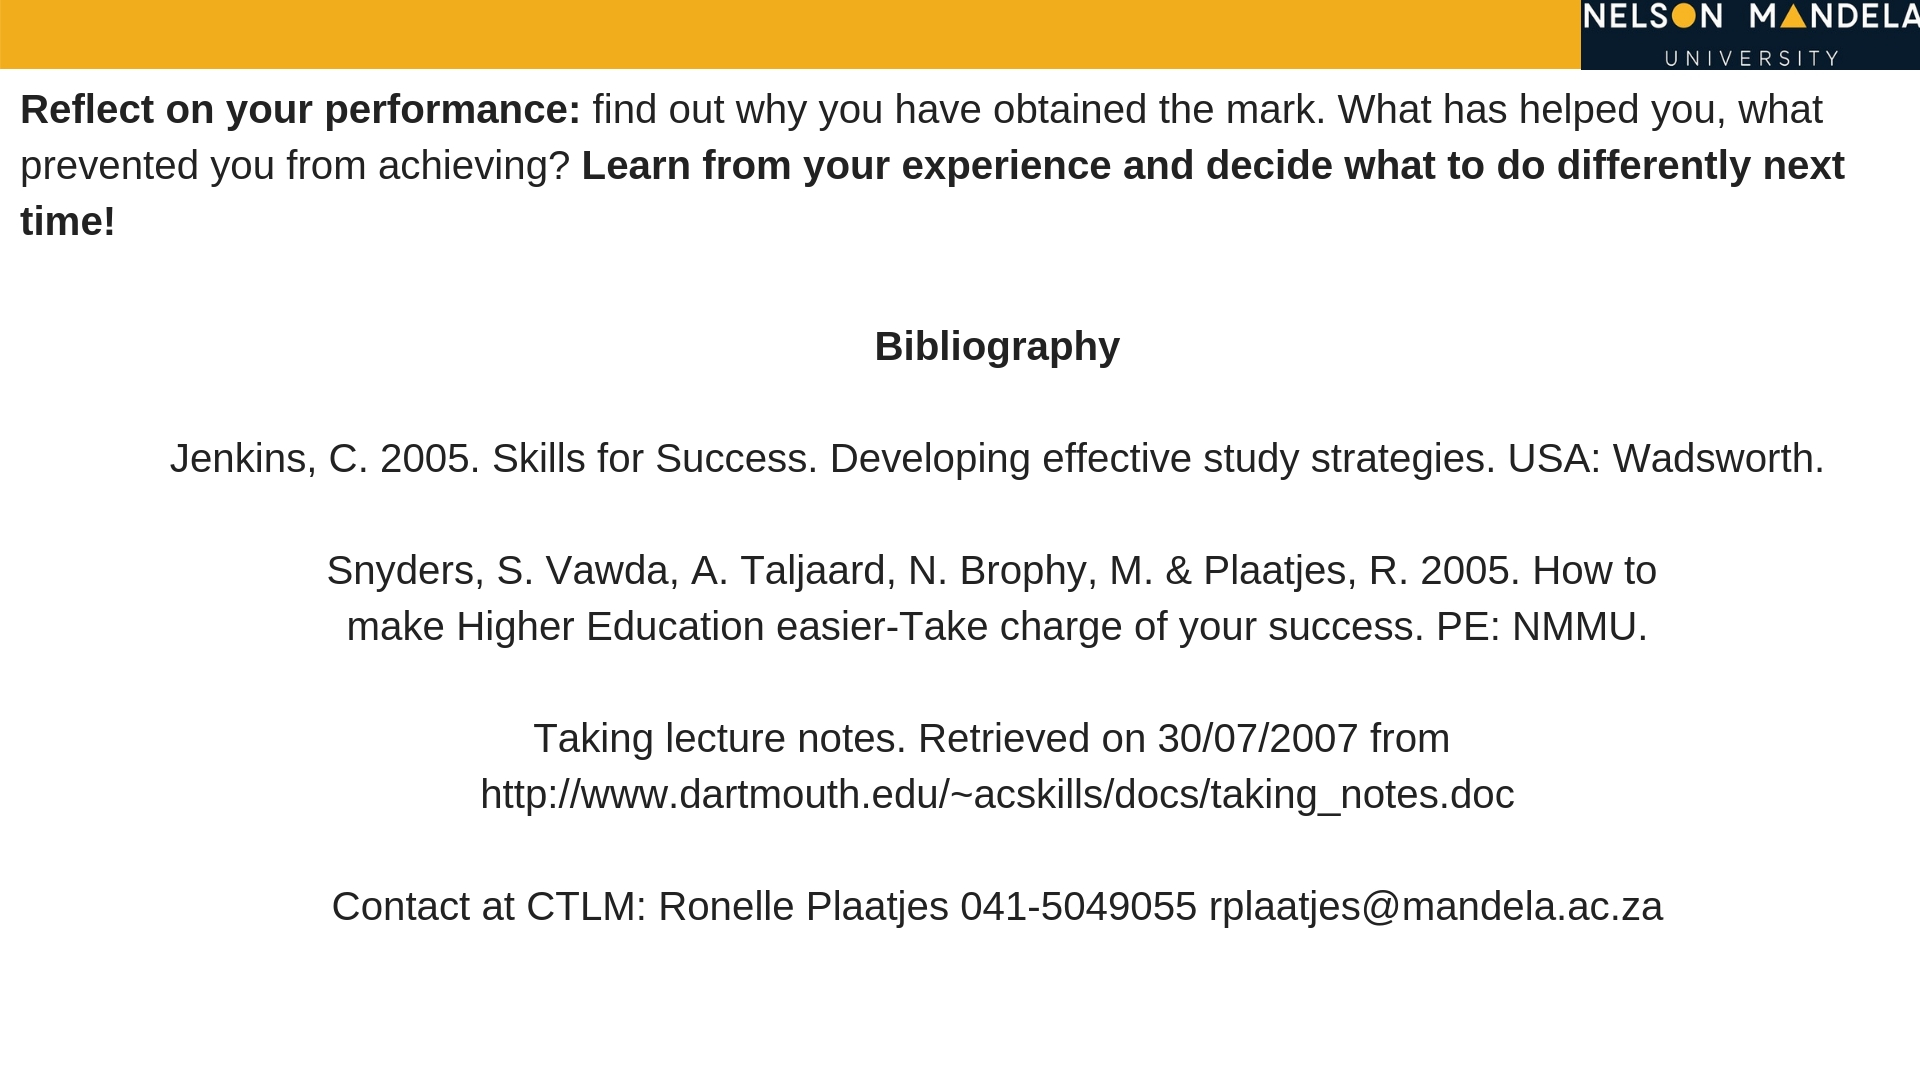 NELSON MANDELA
UNIVERSITY
Reflect on your performance: find out why you have obtained the mark. What has helped you, what
prevented you from achieving? Learn from your experience and decide what to do differently next
time!
Bibliography
Jenkins, C. 2005. Skills for Success. Developing effective study strategies. USA: Wadsworth.
Snyders, S. Vawda, A. Taljaard, N. Brophy, M. & Plaatjes, R. 2005. How to
make Higher Education easier-Take charge of your success. PE: NMMU.
Taking lecture notes. Retrieved on 30/07/2007 from
http://www.dartmouth.edu/~acskills/docs/taking_notes.doc
Contact at CTLM: Ronelle Plaatjes 041-5049055 rplaatjes@mandela.ac.za